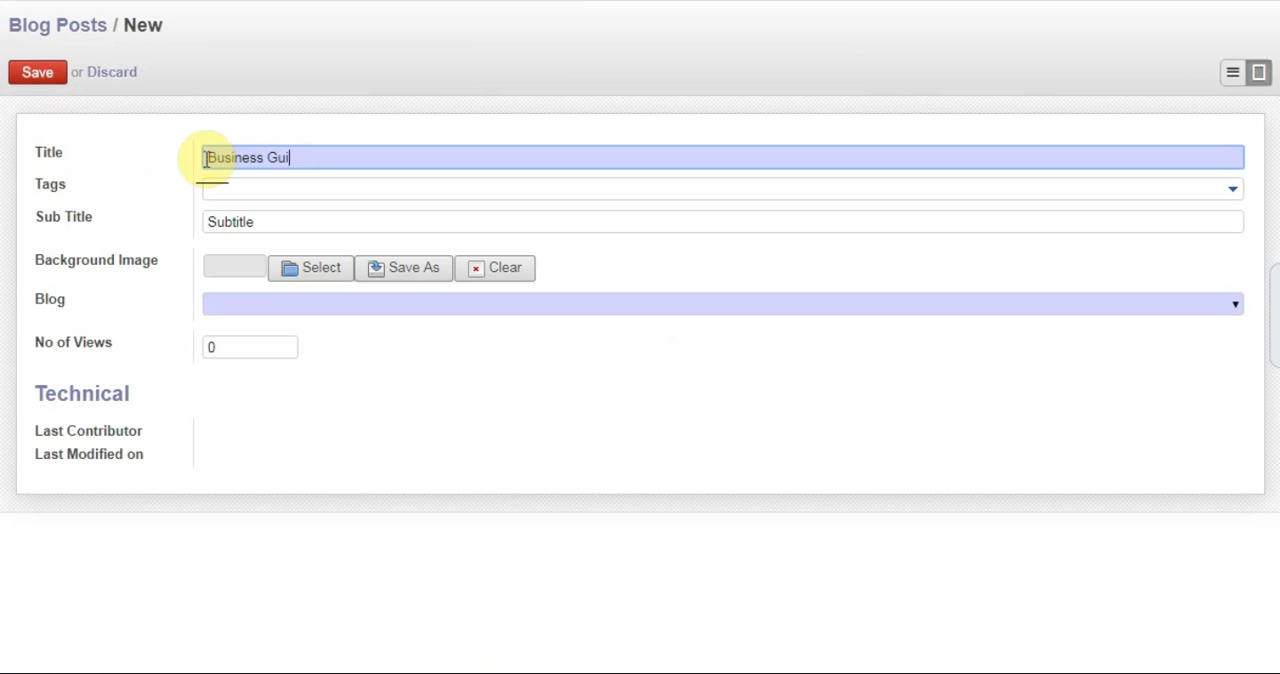 Blog Posts / New
Save or Discard
Title Business Gui
Tags
Sub Title Subtitle
Background Image Select Save As Clear
Blog
No of Views 0
Technical
Last Contributor
Last Modified on